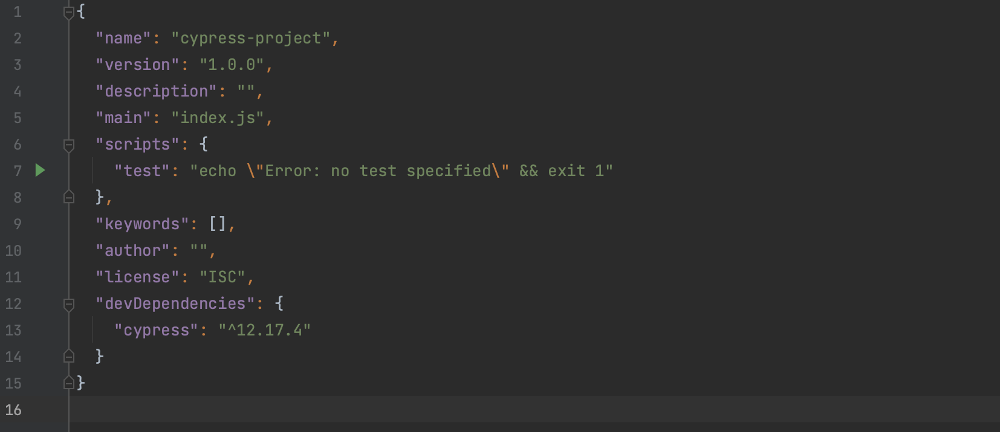 1 {
2   "name": "cypress-project",
3   "version": "1.0.0",
4   "description": "",
5   "main": "index.js",
6   "scripts": {
7     "test": "echo \"Error: no test specified\" && exit 1"
8   },
9   "keywords": [],
10   "author": "",
11   "license": "ISC",
12   "devDependencies": {
13     "cypress": "^12.17.4"
14   }
15 }
16